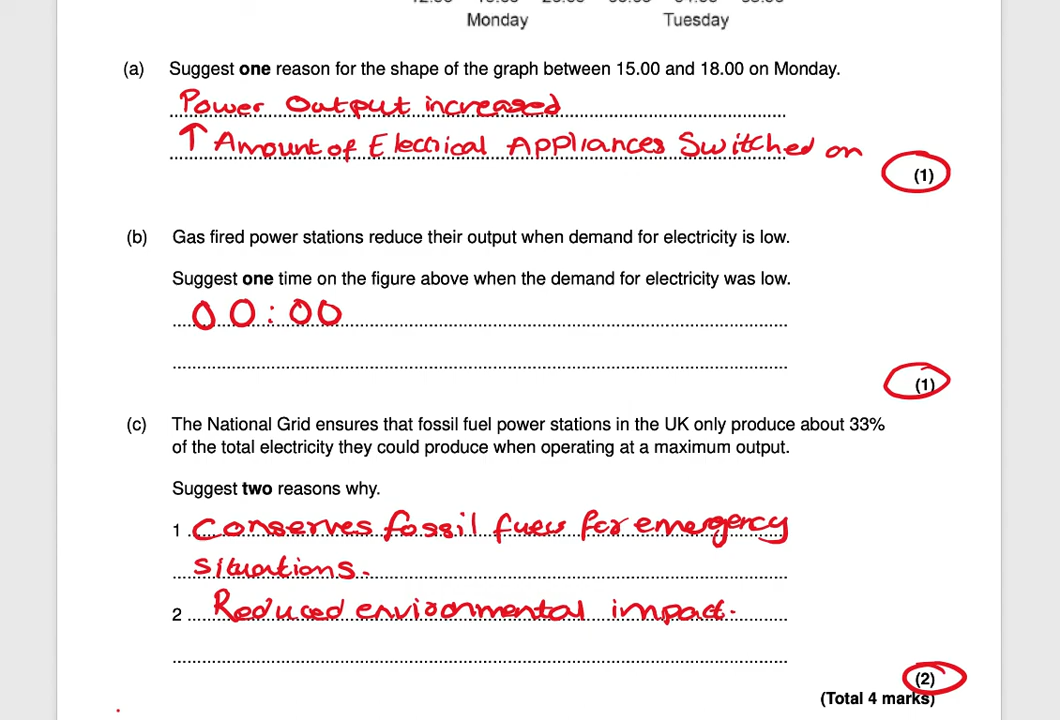 Monday Tuesday
(a) Suggest one reason for the shape of the graph between 15.00 and 18.00 on Monday.
Power Output increased
↑ Amount of Electrical Appliances Switched on
(1)
(b) Gas fired power stations reduce their output when demand for electricity is low.
Suggest one time on the figure above when the demand for electricity was low.
00:00
(1)
(c) The National Grid ensures that fossil fuel power stations in the UK only produce about 33%
of the total electricity they could produce when operating at a maximum output.
Suggest two reasons why.
1 Conserves fossil fuels for emergency
situations.
2 Reduced environmental impact.
(2)
(Total 4 marks)